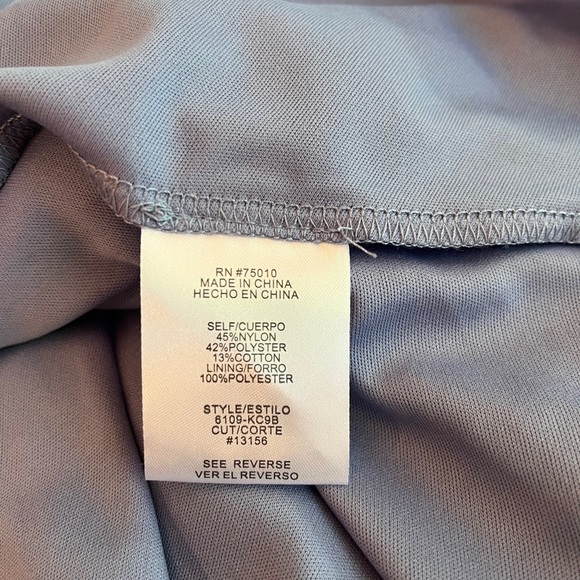 RN #75010
MADE IN CHINA
HECHO EN CHINA
SELF/CUERPO
45%NYLON
42%POLYSTER
13%COTTON
LINING/FORRO
100%POLYESTER
STYLE/ESTILO
6109-KC9B
CUT/CORTE
#13156
SEE REVERSE
VER EL REVERSO